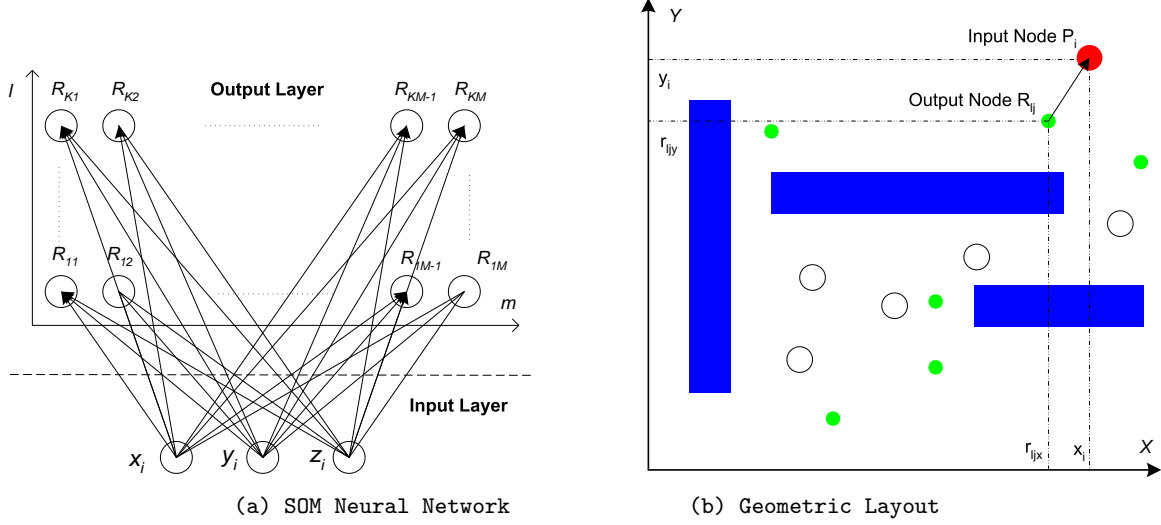 l
R_K1 R_K2 Output Layer R_KM-1 R_KM
R_11 R_12 R_1M-1 R_1M
m
Input Layer
x_i y_i z_i
(a) SOM Neural Network
Y
Input Node P_i
y_i
Output Node R_lj
r_ljy
r_ljx x_i X
(b) Geometric Layout